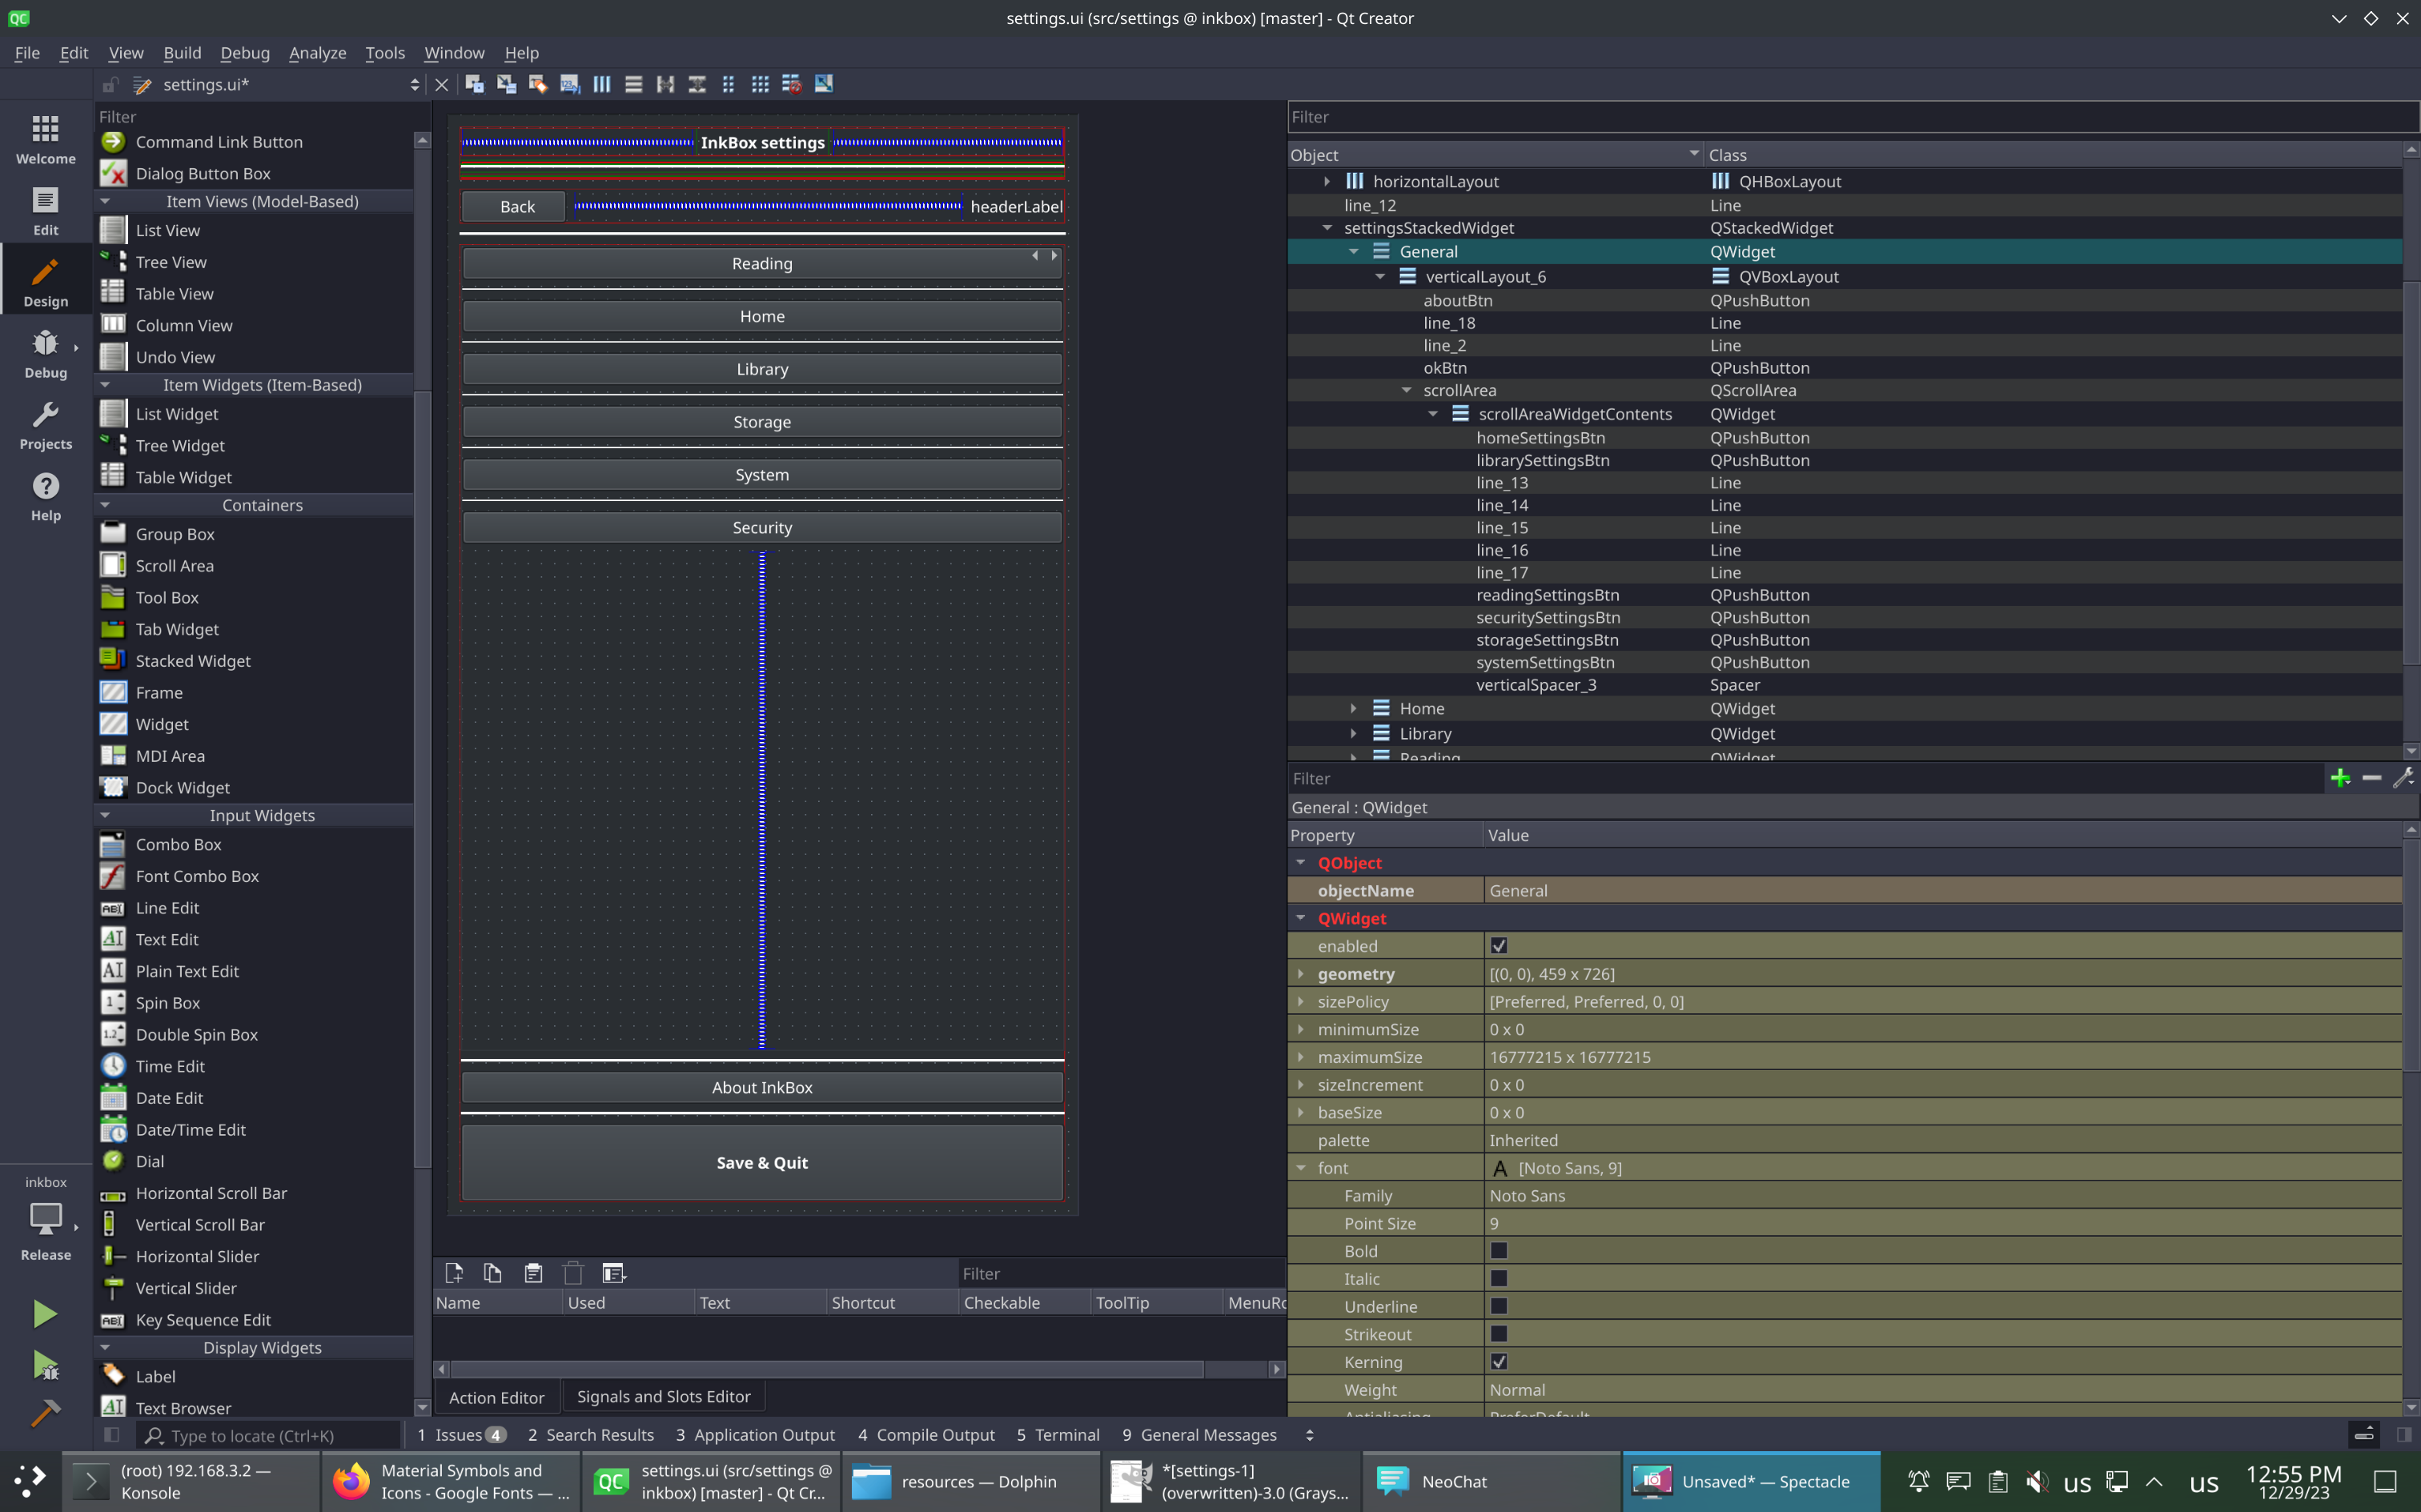 QC
settings.ui (src/settings @ inkbox) [master] - Qt Creator
File Edit View Build Debug Analyze Tools Window Help
settings.ui*
Welcome
Edit
Design
Debug
Projects
Help
inkbox
Release
Filter
Command Link Button
Dialog Button Box
Item Views (Model-Based)
List View
Tree View
Table View
Column View
Undo View
Item Widgets (Item-Based)
List Widget
Tree Widget
Table Widget
Containers
Group Box
Scroll Area
Tool Box
Tab Widget
Stacked Widget
Frame
Widget
MDI Area
Dock Widget
Input Widgets
Combo Box
Font Combo Box
Line Edit
Text Edit
Plain Text Edit
Spin Box
Double Spin Box
Time Edit
Date Edit
Date/Time Edit
Dial
Horizontal Scroll Bar
Vertical Scroll Bar
Horizontal Slider
Vertical Slider
Key Sequence Edit
Display Widgets
Label
Text Browser
InkBox settings
Back headerLabel
Reading
Home
Library
Storage
System
Security
About InkBox
Save & Quit
Filter
Name Used Text Shortcut Checkable ToolTip MenuRo
Action Editor Signals and Slots Editor
Filter
Object Class
horizontalLayout QHBoxLayout
line_12 Line
settingsStackedWidget QStackedWidget
General QWidget
verticalLayout_6 QVBoxLayout
aboutBtn QPushButton
line_18 Line
line_2 Line
okBtn QPushButton
scrollArea QScrollArea
scrollAreaWidgetContents QWidget
homeSettingsBtn QPushButton
librarySettingsBtn QPushButton
line_13 Line
line_14 Line
line_15 Line
line_16 Line
line_17 Line
readingSettingsBtn QPushButton
securitySettingsBtn QPushButton
storageSettingsBtn QPushButton
systemSettingsBtn QPushButton
verticalSpacer_3 Spacer
Home QWidget
Library QWidget
Reading QWidget
Filter
General : QWidget
Property Value
QObject
objectName General
QWidget
enabled
geometry [(0, 0), 459 x 726]
sizePolicy [Preferred, Preferred, 0, 0]
minimumSize 0 x 0
maximumSize 16777215 x 16777215
sizeIncrement 0 x 0
baseSize 0 x 0
palette Inherited
font A [Noto Sans, 9]
Family Noto Sans
Point Size 9
Bold
Italic
Underline
Strikeout
Kerning
Weight Normal
Antialiasing PreferDefault
Type to locate (Ctrl+K) 1 Issues 4 2 Search Results 3 Application Output 4 Compile Output 5 Terminal 9 General Messages
(root) 192.168.3.2 —
Konsole
Material Symbols and
Icons - Google Fonts — ...
QC
settings.ui (src/settings @
inkbox) [master] - Qt Cr...
resources — Dolphin
*[settings-1]
(overwritten)-3.0 (Grays...
NeoChat
Unsaved* — Spectacle
us
us
12:55 PM
12/29/23